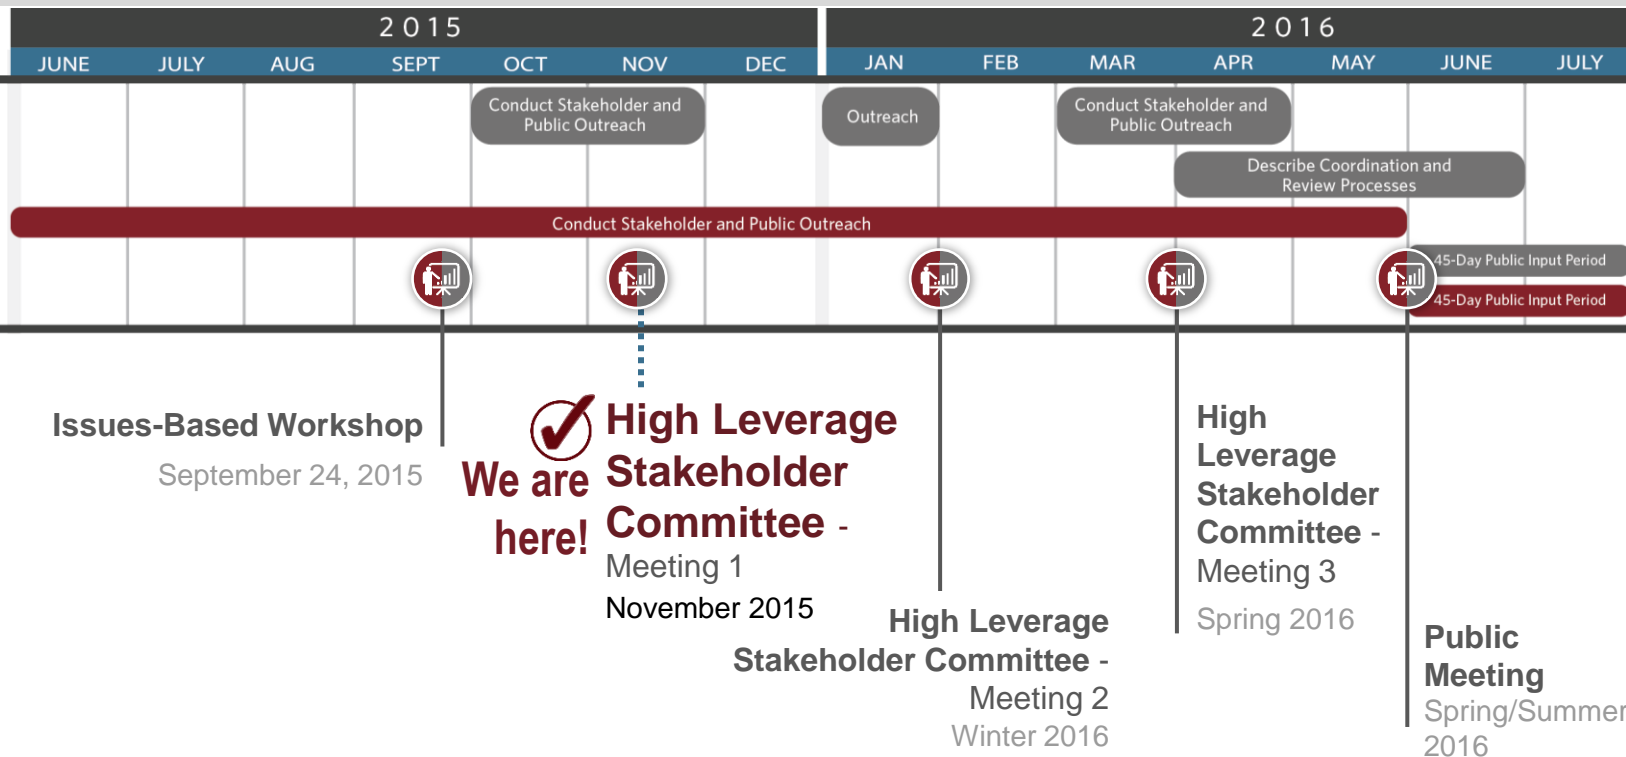 2015
2016
JUNE JULY AUG SEPT OCT NOV DEC JAN FEB MAR APR MAY JUNE JULY
Conduct Stakeholder and
Public Outreach
Outreach
Conduct Stakeholder and
Public Outreach
Describe Coordination and
Review Processes
Conduct Stakeholder and Public Outreach
45-Day Public Input Period
45-Day Public Input Period
Issues-Based Workshop
September 24, 2015
We are
here!
High Leverage
Stakeholder
Committee -
Meeting 1
November 2015
High Leverage
Stakeholder Committee -
Meeting 2
Winter 2016
High
Leverage
Stakeholder
Committee -
Meeting 3
Spring 2016
Public
Meeting
Spring/Summer
2016